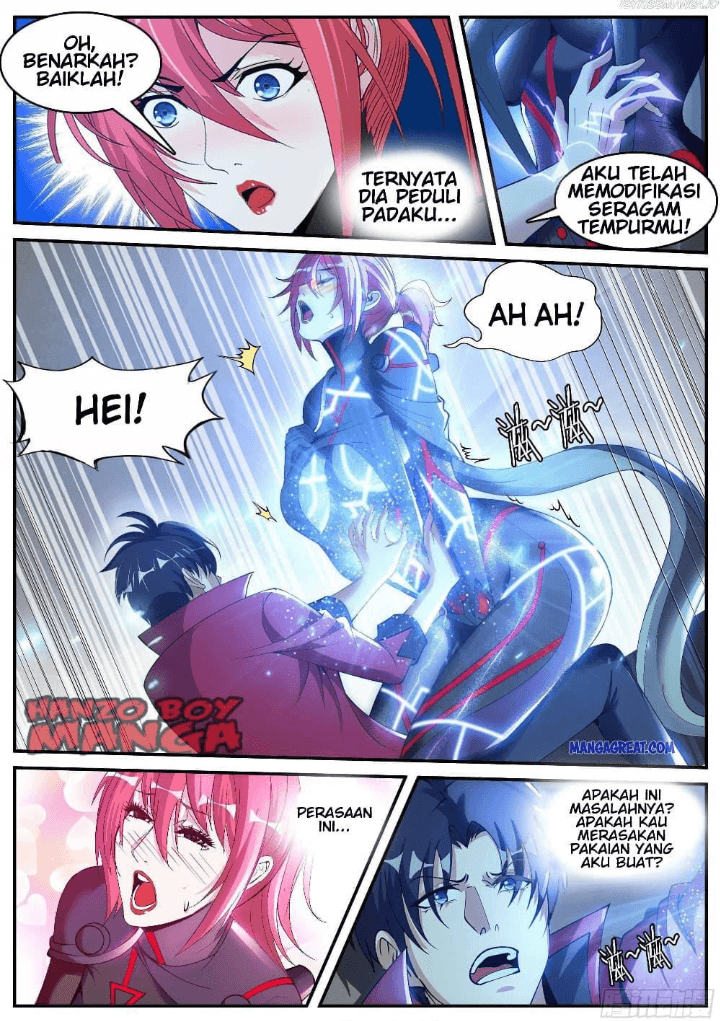 OH,
BENARKAH?
BAIKLAH!
TERNYATA
DIA PEDULI
PADAKU...
AKU TELAH
MEMODIFIKASI
SERAGAM
TEMPURMU!
AH AH!
HEI!
HANZO BOY
MANGA
MANGAGREAT.COM
PERASAAN
INI...
APAKAH INI
MASALAHNYA?
APAKAH KAU
MERASAKAN
PAKAIAN YANG
AKU BUAT?